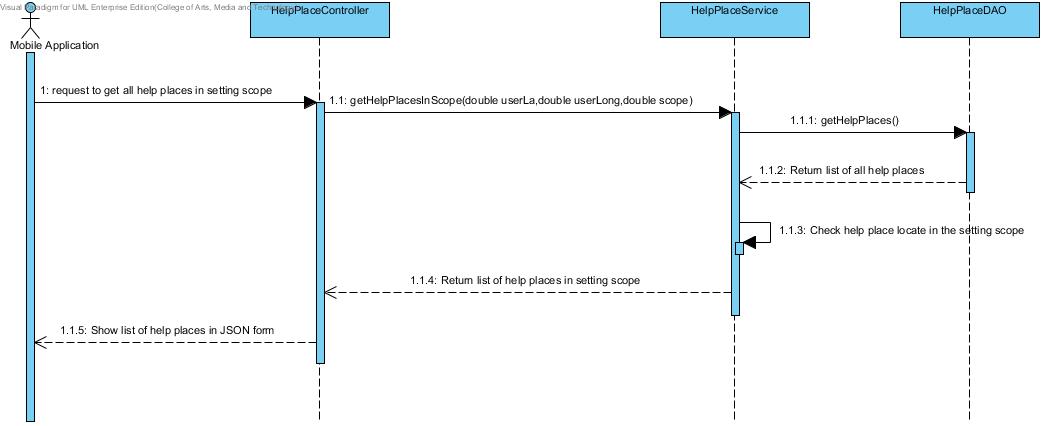 Visual Paradigm for UML Enterprise Edition(College of Arts, Media and Techn
HelpPlaceController
HelpPlaceService
HelpPlaceDAO
Mobile Application
1: request to get all help places in setting scope
1.1: getHelpPlacesInScope(double userLa,double userLong,double scope)
1.1.1: getHelpPlaces()
1.1.2: Return list of all help places
1.1.3: Check help place locate in the setting scope
1.1.4: Return list of help places in setting scope
1.1.5: Show list of help places in JSON form